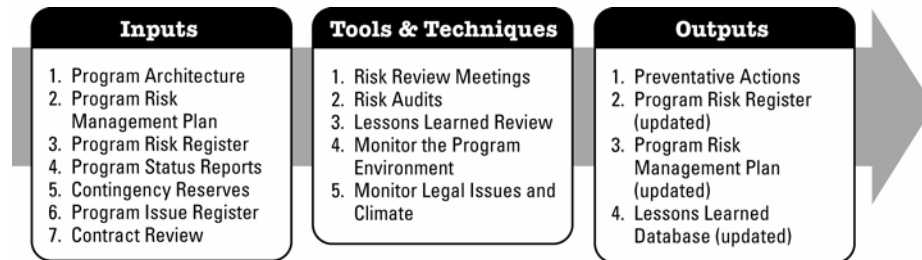 Inputs
1. Program Architecture
2. Program Risk
Management Plan
3. Program Risk Register
4. Program Status Reports
5. Contingency Reserves
6. Program Issue Register
7. Contract Review
Tools & Techniques
1. Risk Review Meetings
2. Risk Audits
3. Lessons Learned Review
4. Monitor the Program
Environment
5. Monitor Legal Issues and
Climate
Outputs
1. Preventative Actions
2. Program Risk Register
(updated)
3. Program Risk
Management Plan
(updated)
4. Lessons Learned
Database (updated)